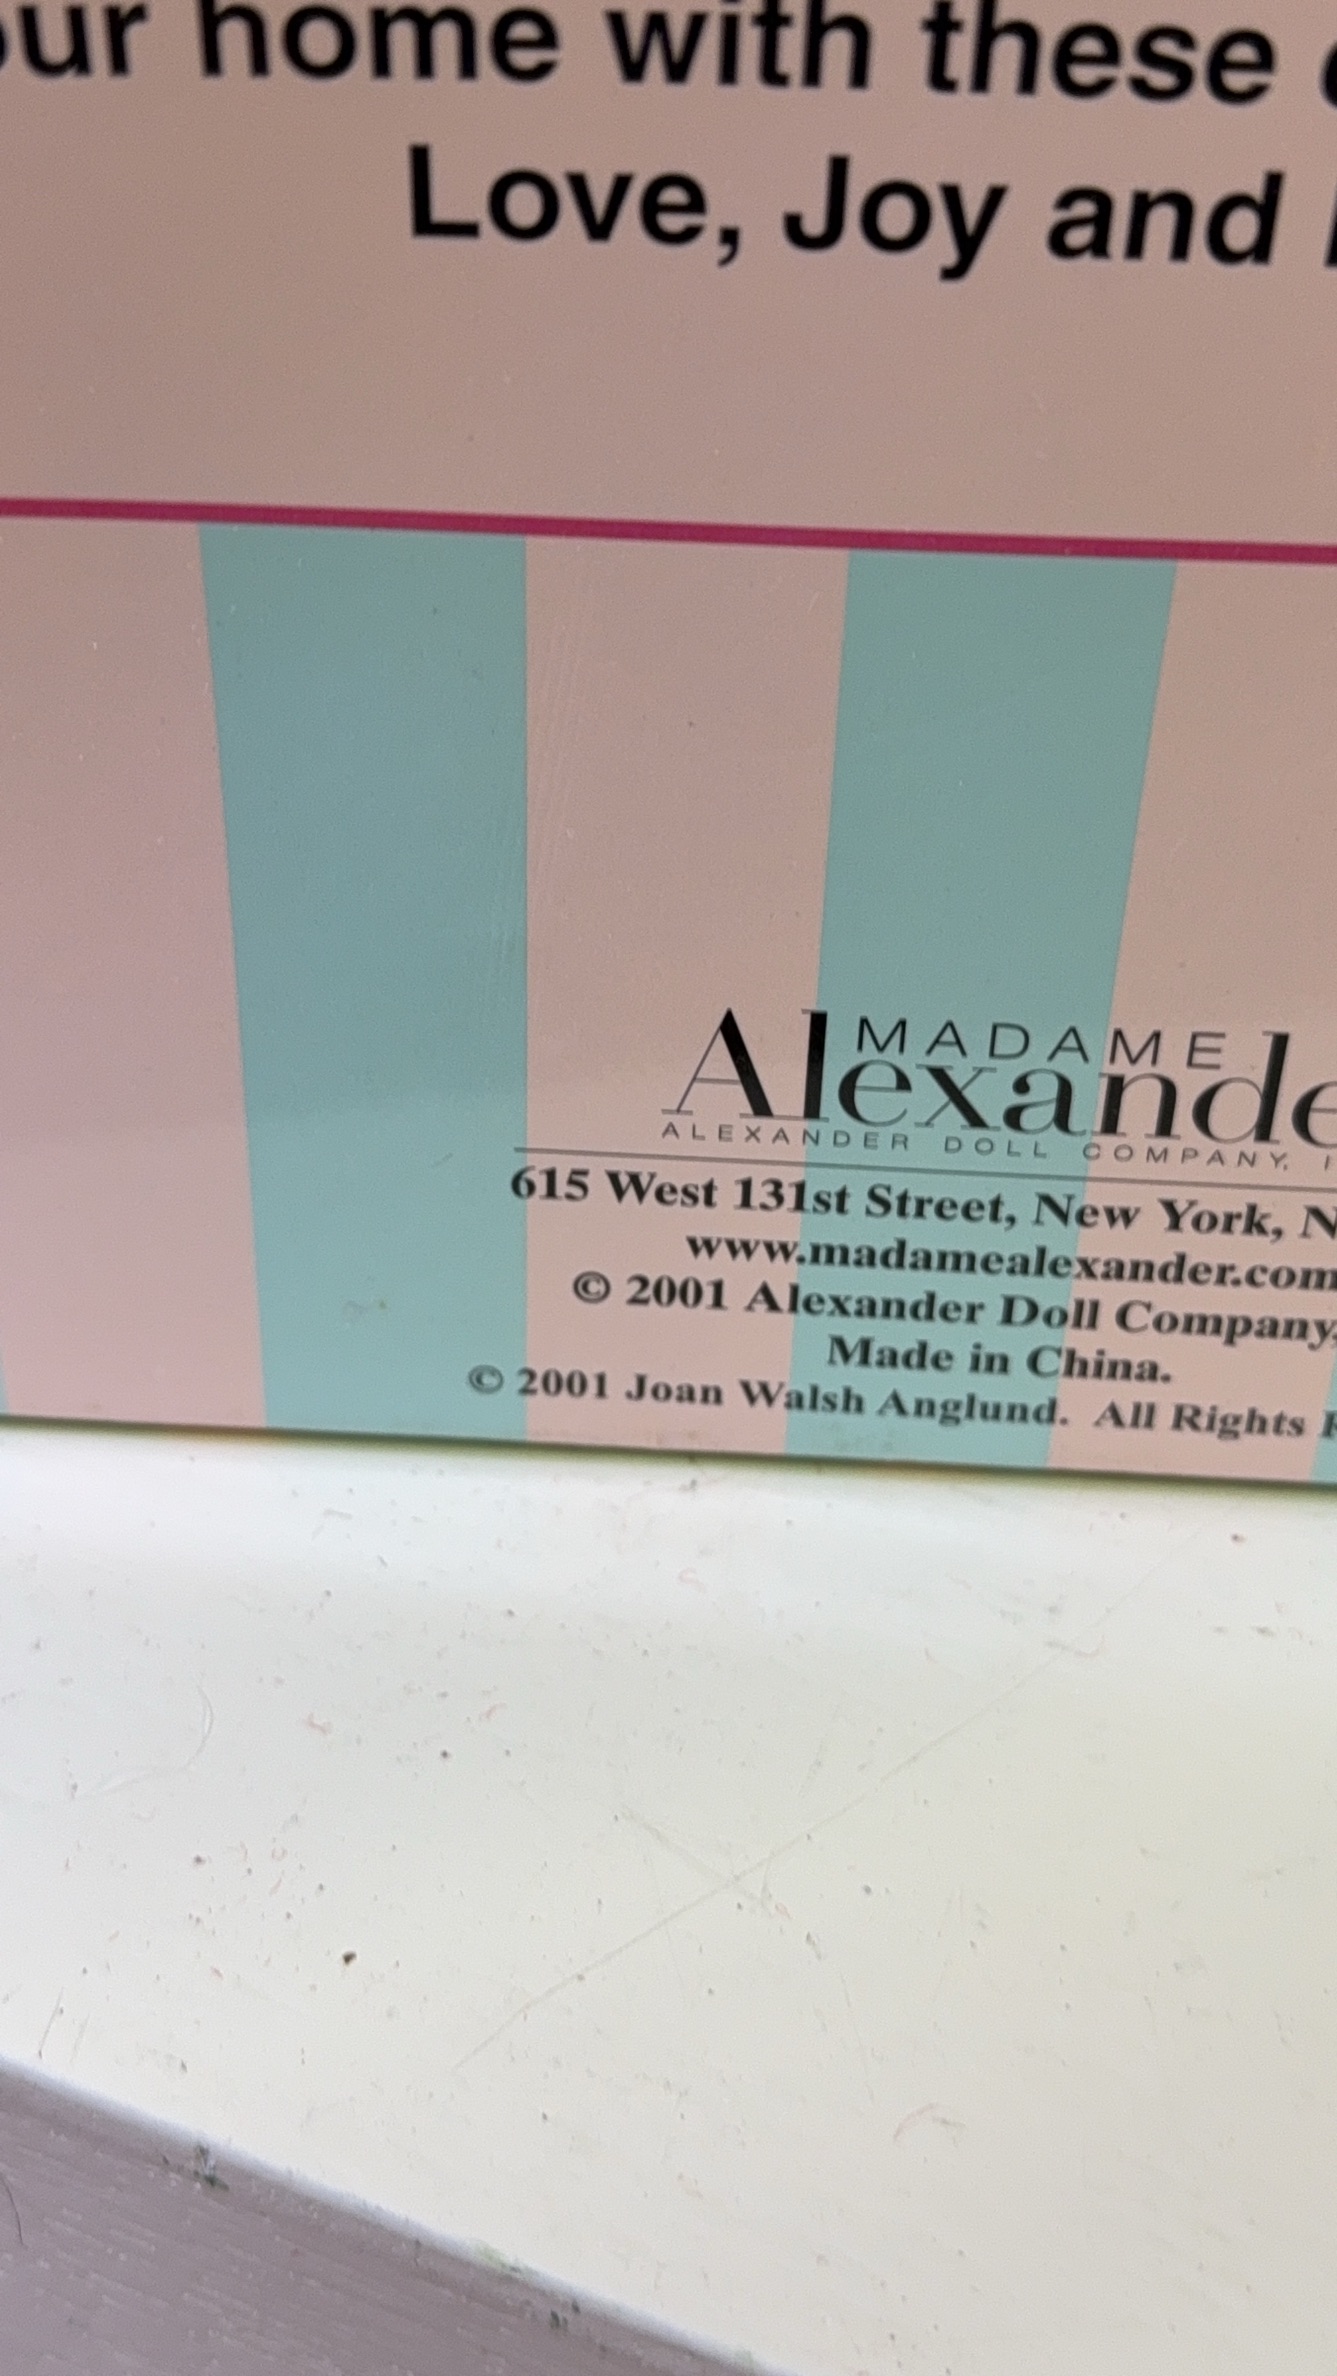 our home with these
Love, Joy and
MADAME
Alexande
ALEXANDER DOLL COMPANY, I
615 West 131st Street, New York, N
www.madamealexander.com
© 2001 Alexander Doll Company,
Made in China.
© 2001 Joan Walsh Anglund. All Rights R